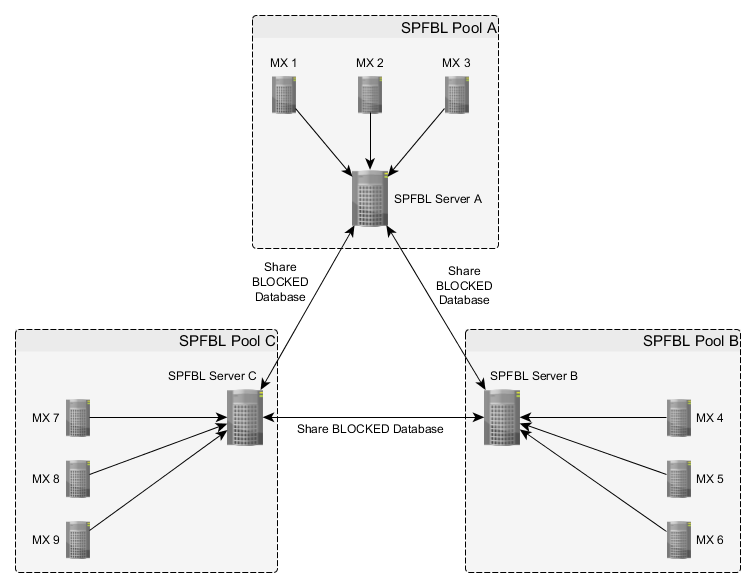 SPFBL Pool A
MX 1
MX 2
MX 3
SPFBL Server A
Share
BLOCKED
Database
Share
BLOCKED
Database
SPFBL Pool C
SPFBL Server C
MX 7
MX 8
MX 9
Share BLOCKED Database
SPFBL Pool B
SPFBL Server B
MX 4
MX 5
MX 6